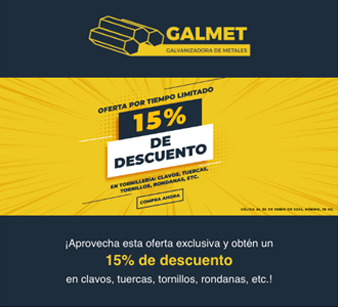 GALMET
GALVANIZADORA DE METALES
OFERTA POR TIEMPO LIMITADO
15%
DE
DESCUENTO
EN TORNILLERÍA: CLAVOS, TUERCAS,
TORNILLOS, RONDANAS, ETC.
COMPRA AHORA
¡Aprovecha esta oferta exclusiva y obtén un
15% de descuento
en clavos, tuercas, tornillos, rondanas, etc.!